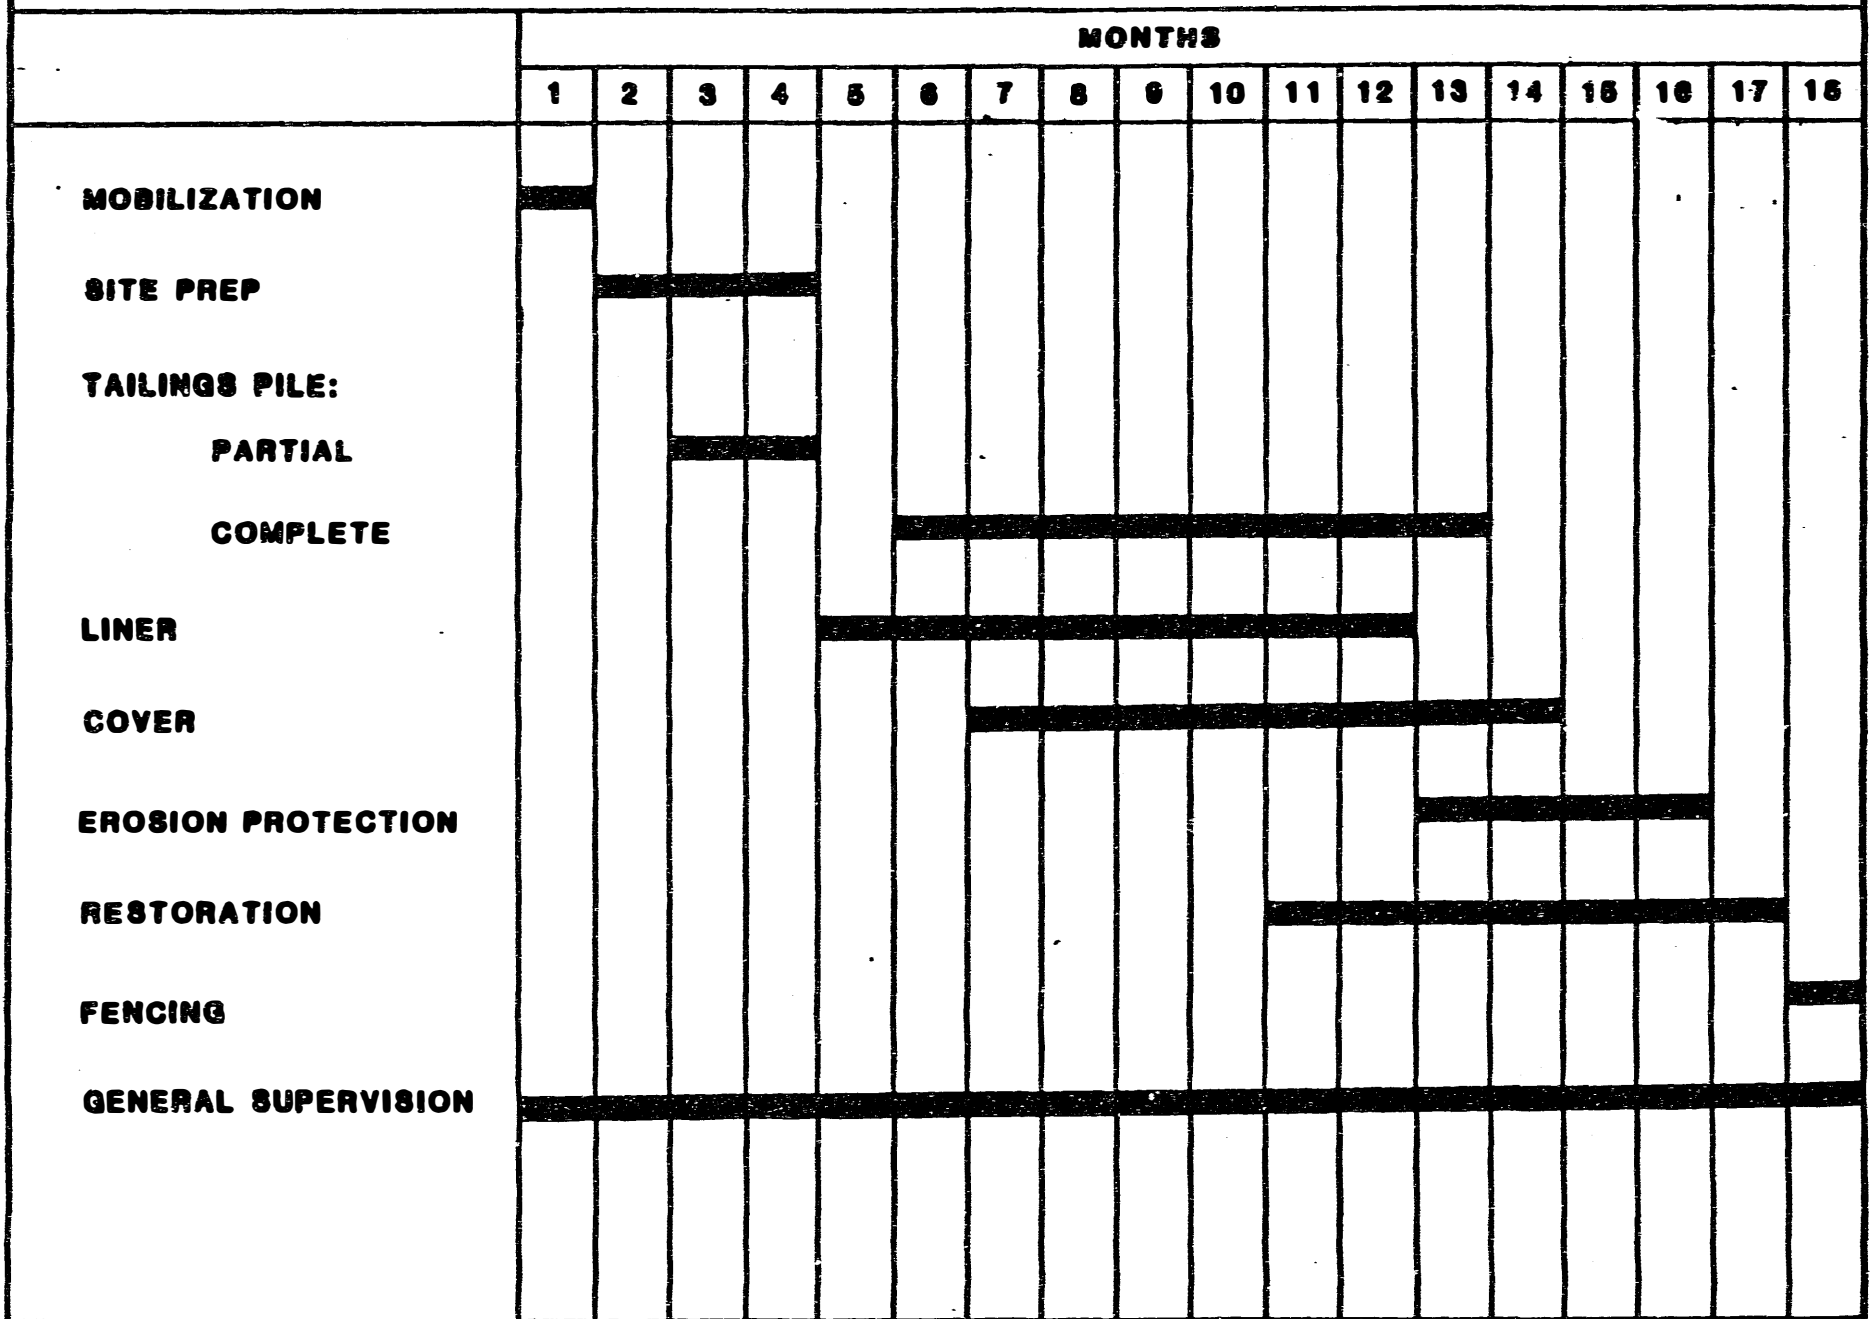 MONTHS
1 2 3 4 5 6 7 8 9 10 11 12 13 14 15 16 17 18
MOBILIZATION
SITE PREP
TAILINGS PILE:
PARTIAL
COMPLETE
LINER
COVER
EROSION PROTECTION
RESTORATION
FENCING
GENERAL SUPERVISION